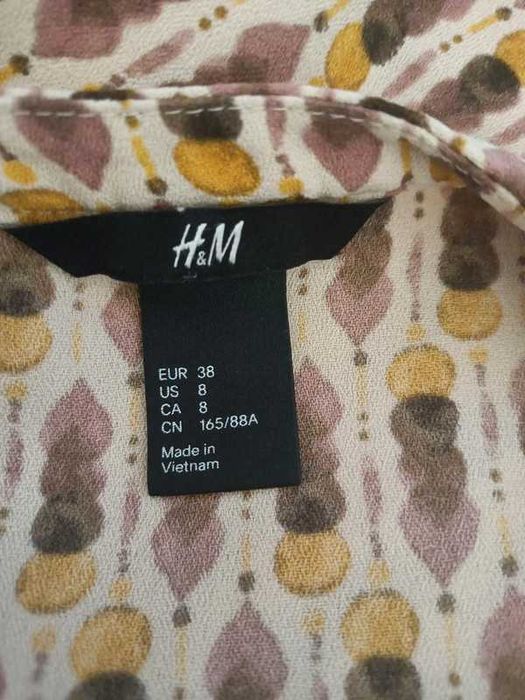 H&M
EUR 38
US 8
CA 8
CN 165/88A
Made in
Vietnam